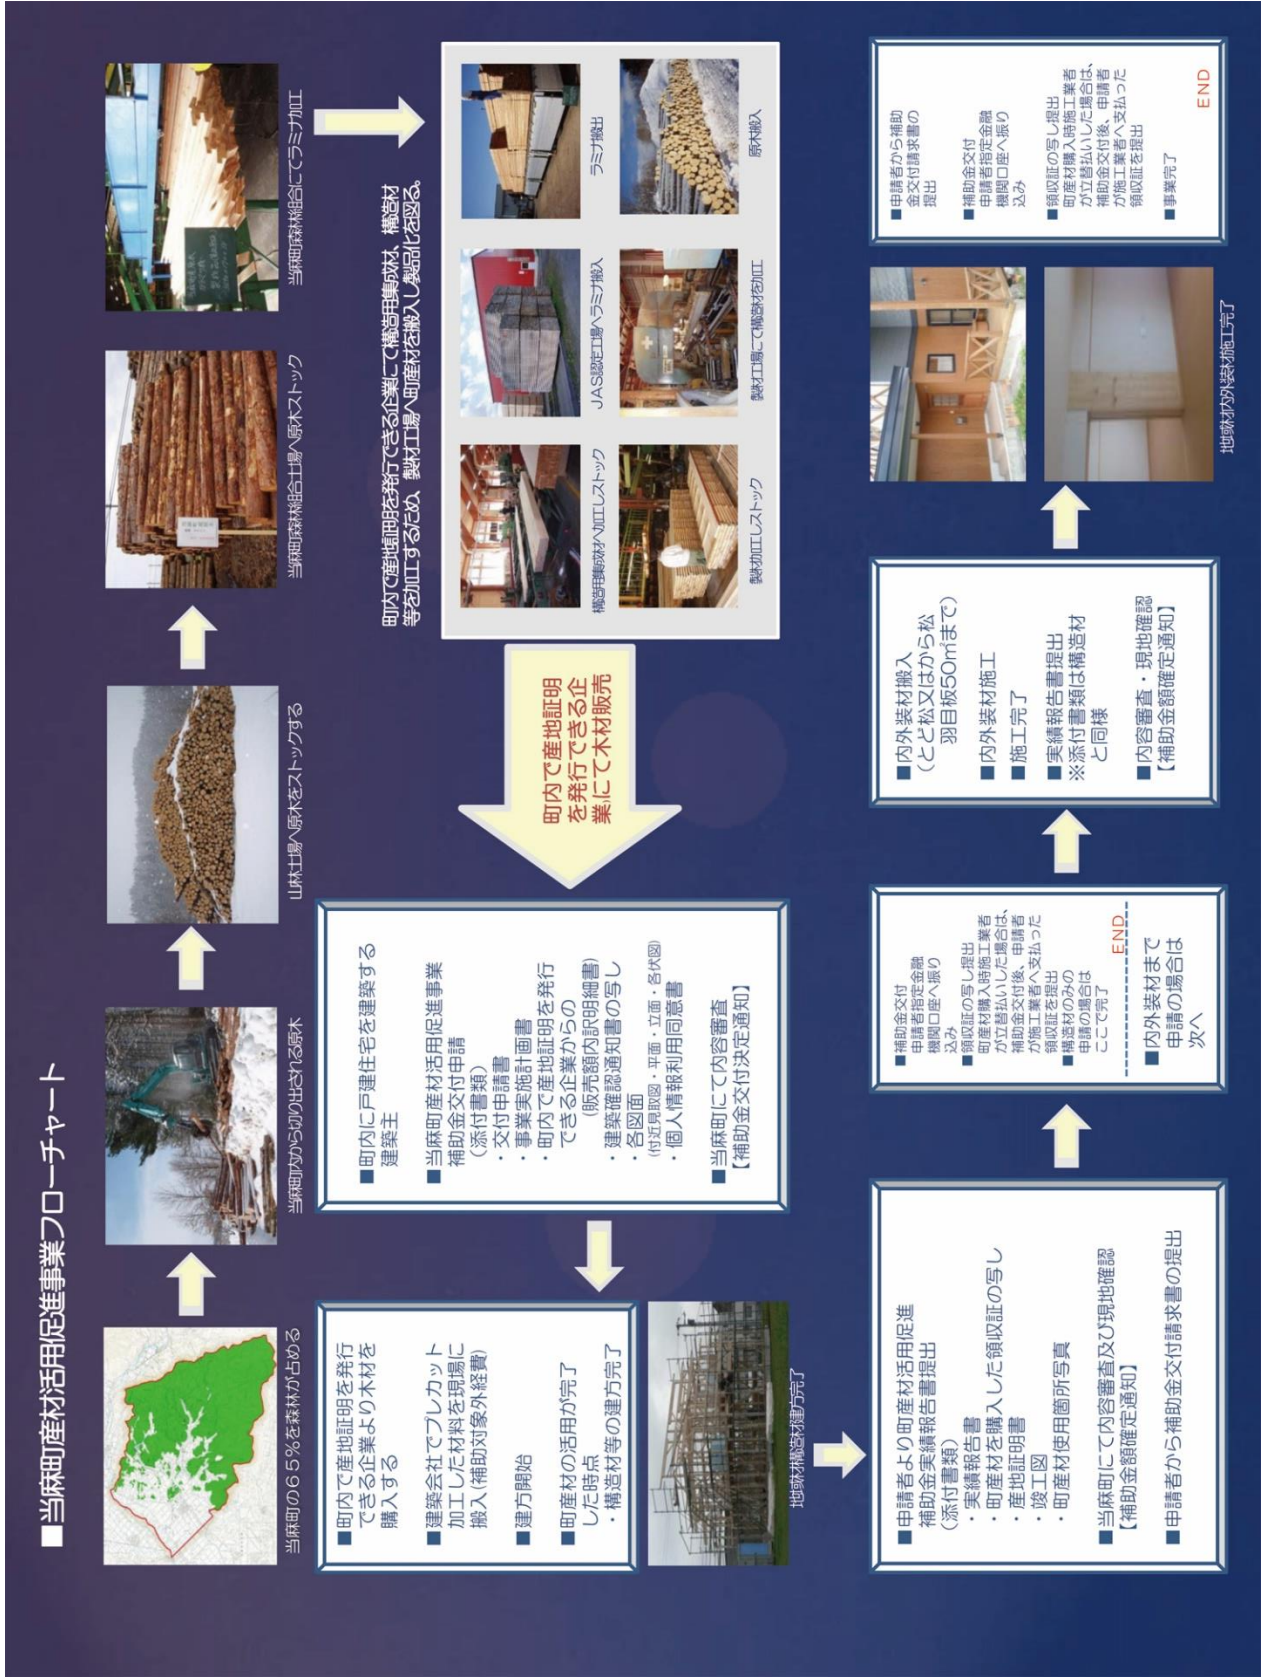 ■当麻町町産材活用促進事業フローチャート
当麻町の65%を森林が占める
当麻町内から切り出される原木
山林土場へ原木をストックする
当麻町森林組合土場へ原木ストック
当麻町森林組合にてラミナ加工
町内で産地証明を発行できる企業にて構造用集成材、構造材
等を加工するため、製材工場へ町産材を搬入し製品化を図る。
構造用集成材へ加工しストック
JAS認定工場へラミナ搬入
ラミナ搬出
製材加工しストック
製材工場にて構造材を加工
原木搬入
町内で産地証明
を発行できる企
業にて木材販売
■町内に戸建住宅を建築する
建築主
■当麻町町産材活用促進事業
補助金交付申請
（添付書類）
・交付申請書
・事業実施計画書
・町内で産地証明を発行
できる企業からの
(販売額内訳明細書)
・建築確認通知書の写し
・各図面
(付近見取図・平面・立面・各伏図)
・個人情報利用同意書
■当麻町にて内容審査
【補助金交付決定通知】
■町内で産地証明を発行
できる企業より木材を
購入する
■建築会社でプレカット
加工した材料を現場に
搬入(補助対象外経費)
■建方開始
■町産材の活用が完了
した時点
・構造材等の建方完了
地域材構造材建方完了
■申請者より町産材活用促進
補助金実績報告書提出
（添付書類）
・実績報告書
・町産材を購入した領収証の写し
・産地証明書
・竣工図
・町産材使用箇所写真
■当麻町にて内容審査及び現地確認
【補助金額確定通知】
■申請者から補助金交付請求書の提出
■補助金交付
申請者指定金融
機関口座へ振り
込み
■領収証の写し提出
町産材購入時施工業者
が立替払いした場合は、
補助金交付後、申請者
が施工業者へ支払った
領収証を提出
■構造材のみの
申請の場合は
ここで完了
END
■内外装材まで
申請の場合は
次へ
■内外装材搬入
（とど松又はから松
羽目板50㎡まで）
■内外装材施工
■施工完了
■実績報告書提出
※添付書類は構造材
と同様
■内容審査・現地確認
【補助金額確定通知】
地域材内外装材施工完了
■申請者から補助
金交付請求書の
提出
■補助金交付
申請者指定金融
機関口座へ振り
込み
■領収証の写し提出
町産材購入時施工業者
が立替払いした場合は、
補助金交付後、申請者
が施工業者へ支払った
領収証を提出
■事業完了
END